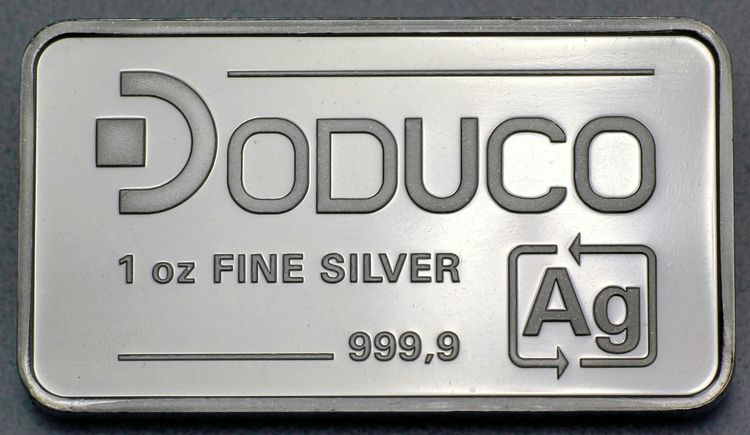 DODUCO
1 oz FINE SILVER
999,9
Ag